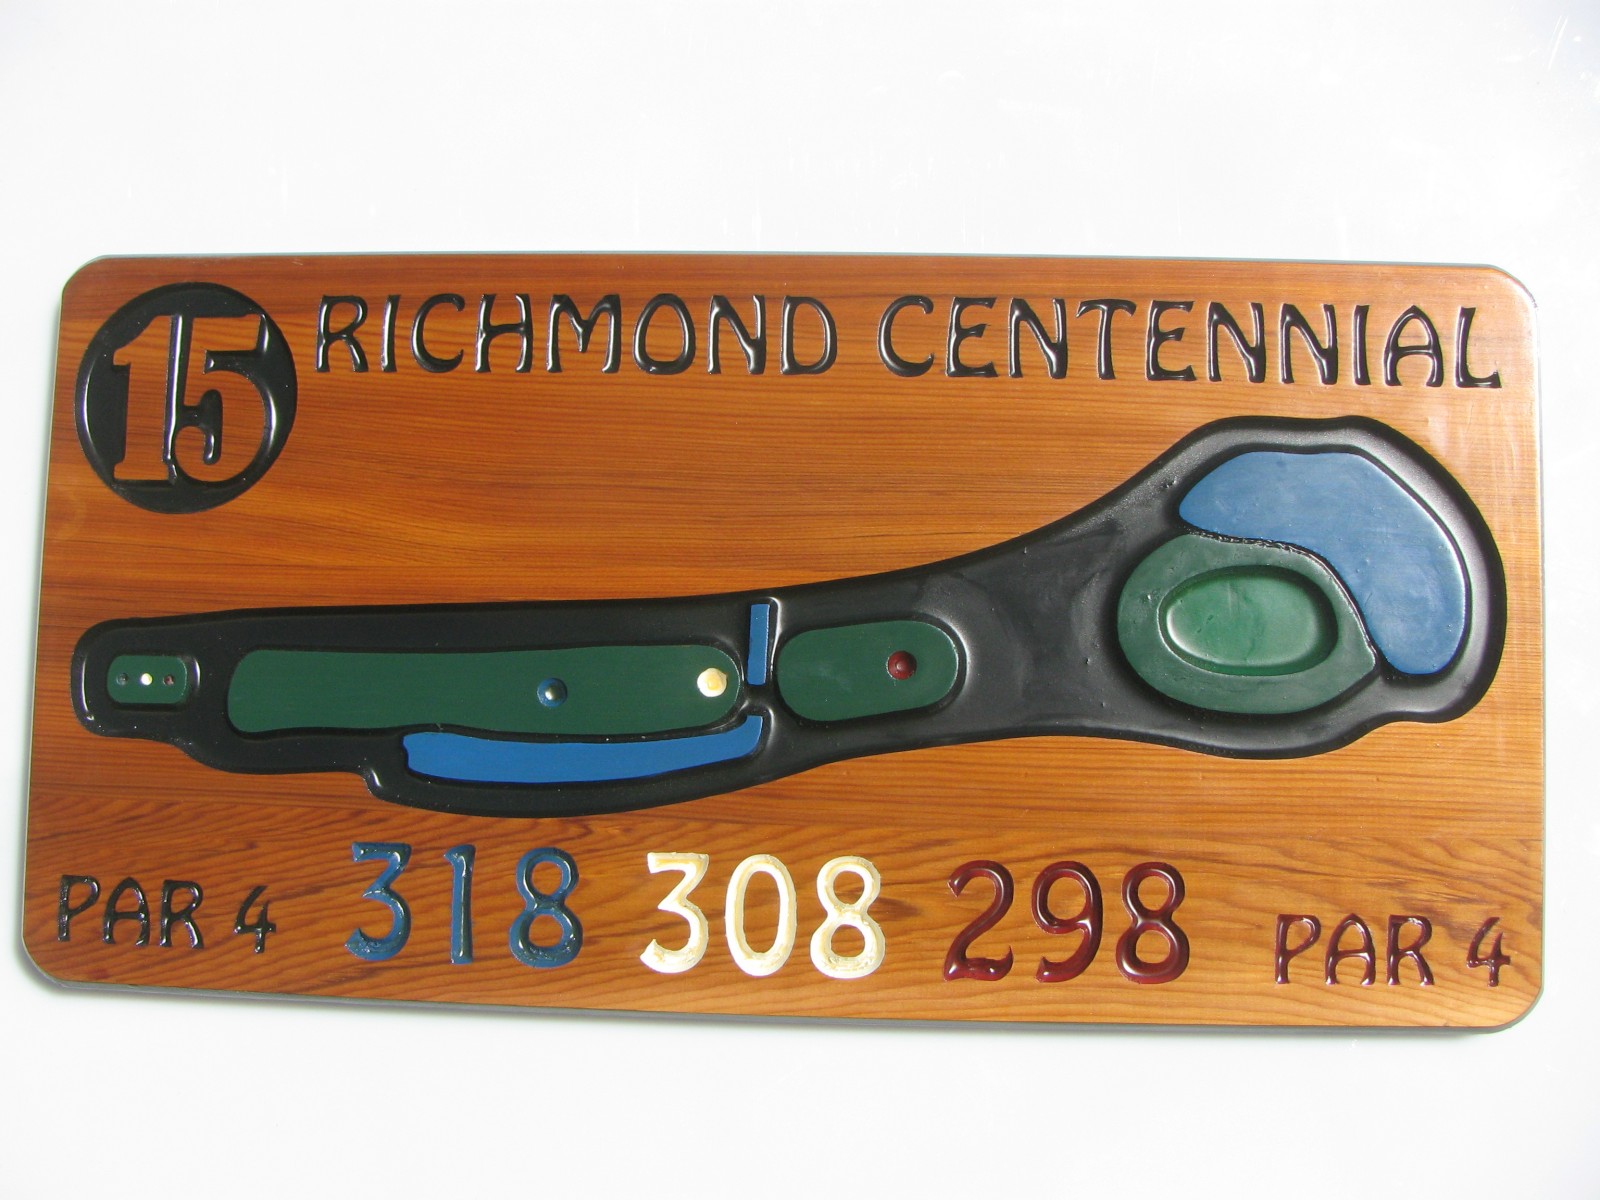 15 RICHMOND CENTENNIAL
PAR 4 318 308 298 PAR 4